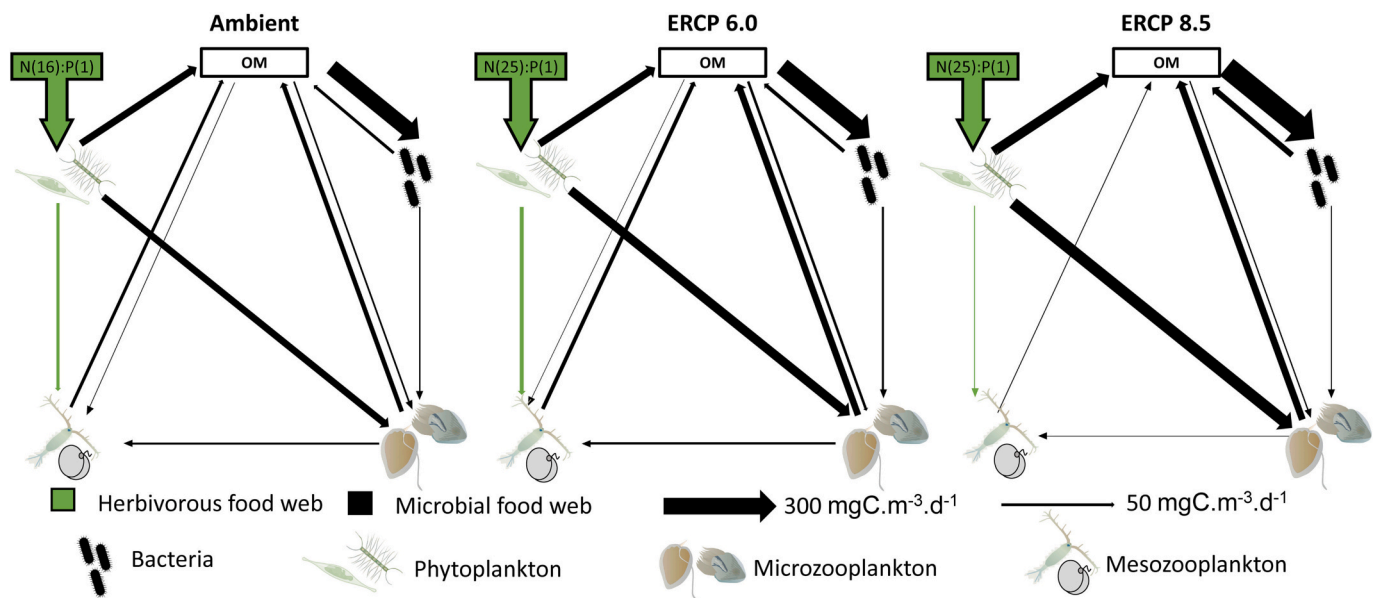 Ambient
ERCP 6.0
ERCP 8.5
N(16):P(1)
OM
N(25):P(1)
OM
N(25):P(1)
OM
Herbivorous food web
Microbial food web
300 mgC.m⁻³.d⁻¹
50 mgC.m⁻³.d⁻¹
Bacteria
Phytoplankton
Microzooplankton
Mesozooplankton